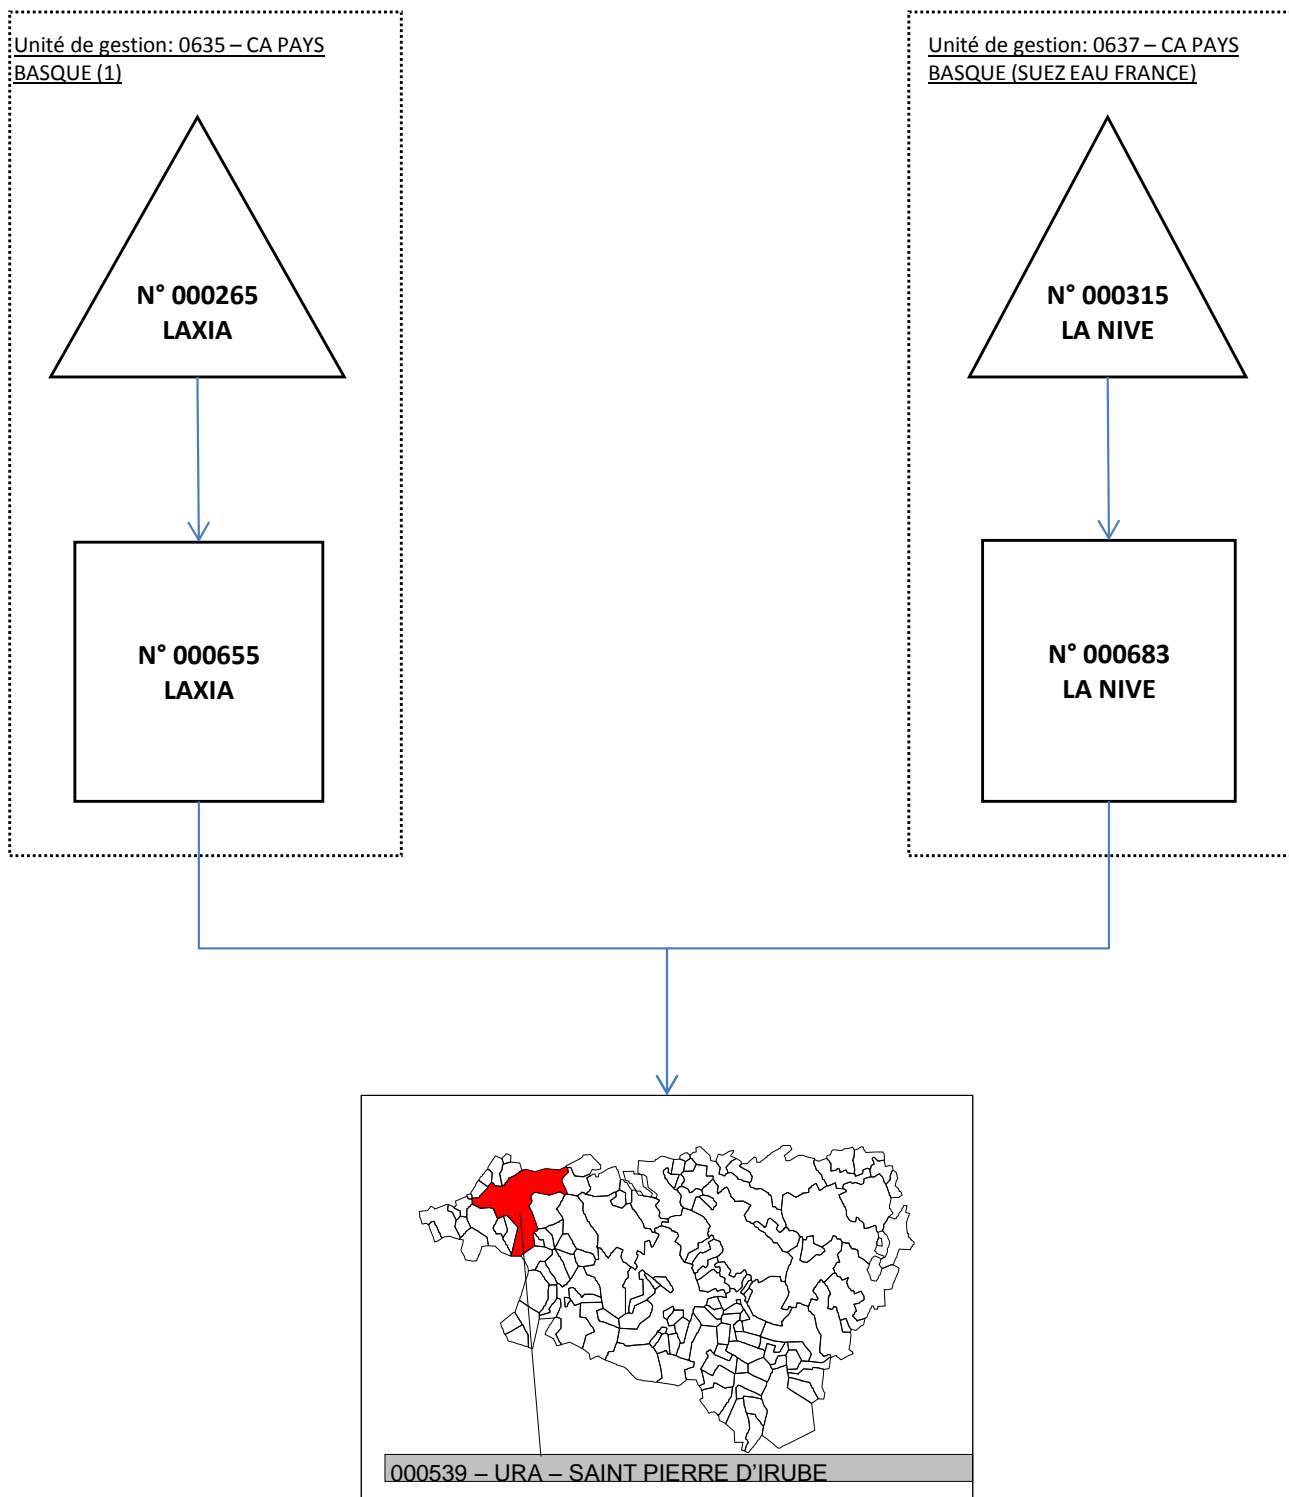 Unité de gestion: 0635 – CA PAYS
BASQUE (1)
N° 000265
LAXIA
N° 000655
LAXIA
Unité de gestion: 0637 – CA PAYS
BASQUE (SUEZ EAU FRANCE)
N° 000315
LA NIVE
N° 000683
LA NIVE
000539 – URA – SAINT PIERRE D'IRUBE